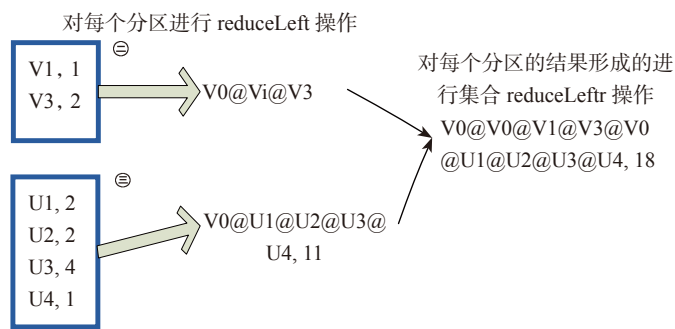 对每个分区进行 reduceLeft 操作
㊁
V1, 1
V3, 2
V0@Vi@V3
对每个分区的结果形成的进
行集合 reduceLeftr 操作
V0@V0@V1@V3@V0
@U1@U2@U3@U4, 18
㊂
U1, 2
U2, 2
U3, 4
U4, 1
V0@U1@U2@U3@
U4, 11